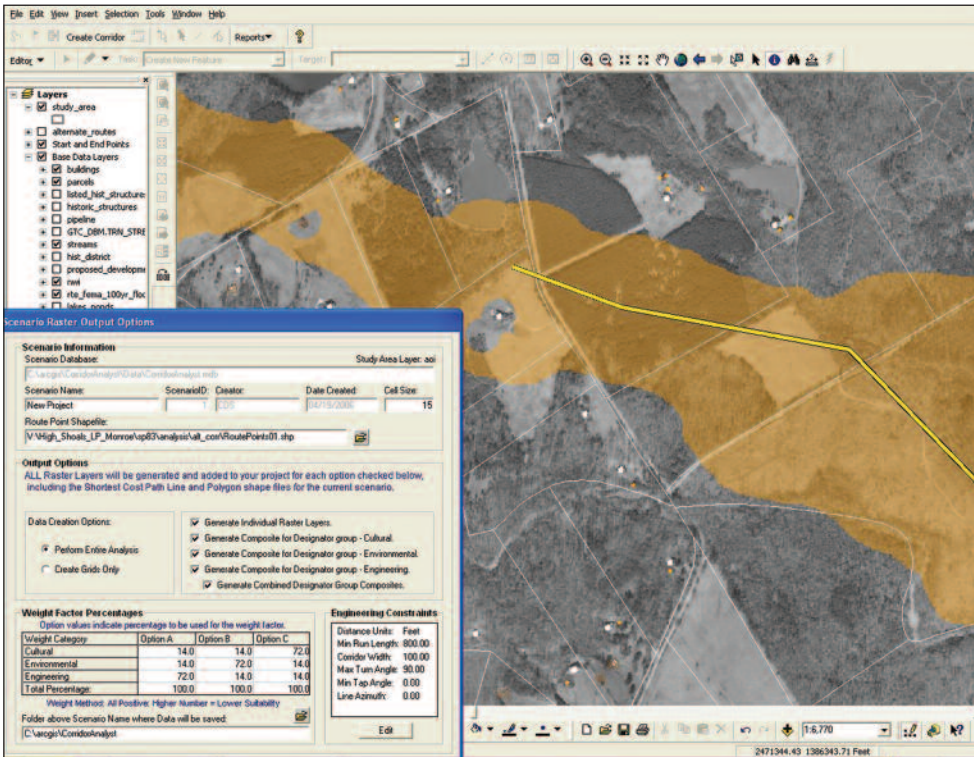 File Edit View Insert Selection Tools Window Help
Create Corridor Reports
Editor Task: Create New Feature Target:
Layers
study_area
alternate_routes
Start and End Points
Base Data Layers
buildings
parcels
listed_hist_structure
historic_structures
pipeline
GTC_DBM.TRN_STRE
streams
hist_district
proposed_developme
nwi
rte_fema_100yr_floc
lakes_ponds
Scenario Raster Output Options
Scenario Information
Scenario Database: Study Area Layer: aoi
C:\arcgis\CorridorAnalyst\Data\CorridorAnalyst.mdb
Scenario Name: ScenarioID: Creator: Date Created: Cell Size:
New Project 1 CDS 04/19/2006 15
Route Point Shapefile:
V:\High_Shoals_LP_Monroe\sp83\analysis\alt_corr\RoutePoints01.shp
Output Options
ALL Raster Layers will be generated and added to your project for each option checked below,
including the Shortest Cost Path Line and Polygon shape files for the current scenario.
Data Creation Options:
Perform Entire Analysis
Create Grids Only
Generate Individual Raster Layers.
Generate Composite for Designator group - Cultural.
Generate Composite for Designator group - Environmental.
Generate Composite for Designator group - Engineering.
Generate Combined Designator Group Composites.
Weight Factor Percentages
Option values indicate percentage to be used for the weight factor.
Weight Category Option A Option B Option C
Cultural 14.0 14.0 72.0
Environmental 14.0 72.0 14.0
Engineering 72.0 14.0 14.0
Total Percentage: 100.0 100.0 100.0
Weight Method: All Positive: Higher Number = Lower Suitability
Folder above Scenario Name where Data will be saved:
C:\arcgis\CorridorAnalyst
Engineering Constraints
Distance Units: Feet
Min Run Length: 800.00
Corridor Width: 100.00
Max Turn Angle: 90.00
Min Tap Angle: 0.00
Line Azimuth: 0.00
Edit
1:6,770
2471344.43 1386343.71 Feet